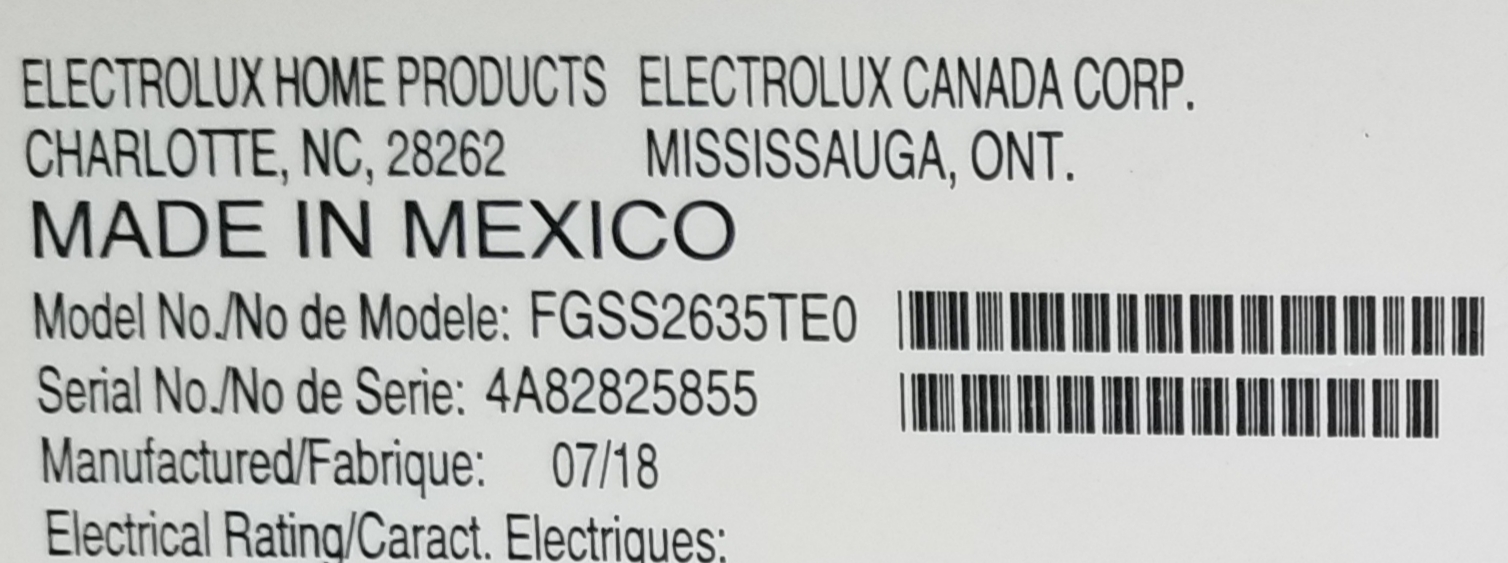 ELECTROLUX HOME PRODUCTS ELECTROLUX CANADA CORP.
CHARLOTTE, NC, 28262 MISSISSAUGA, ONT.
MADE IN MEXICO
Model No./No de Modele: FGSS2635TE0
Serial No./No de Serie: 4A82825855
Manufactured/Fabrique: 07/18
Electrical Rating/Caract. Electriques: